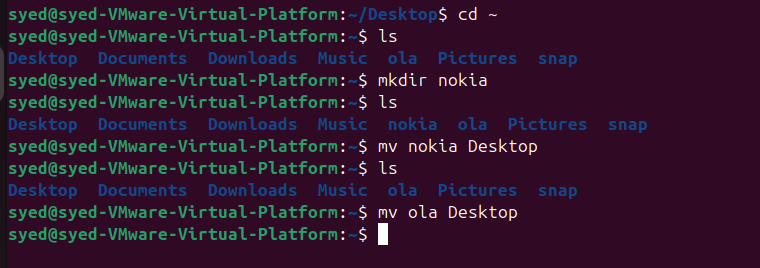 syed@syed-VMware-Virtual-Platform:~/Desktop$ cd ~
syed@syed-VMware-Virtual-Platform:~$ ls
Desktop  Documents  Downloads  Music  ola  Pictures  snap
syed@syed-VMware-Virtual-Platform:~$ mkdir nokia
syed@syed-VMware-Virtual-Platform:~$ ls
Desktop  Documents  Downloads  Music  nokia  ola  Pictures  snap
syed@syed-VMware-Virtual-Platform:~$ mv nokia Desktop
syed@syed-VMware-Virtual-Platform:~$ ls
Desktop  Documents  Downloads  Music  ola  Pictures  snap
syed@syed-VMware-Virtual-Platform:~$ mv ola Desktop
syed@syed-VMware-Virtual-Platform:~$